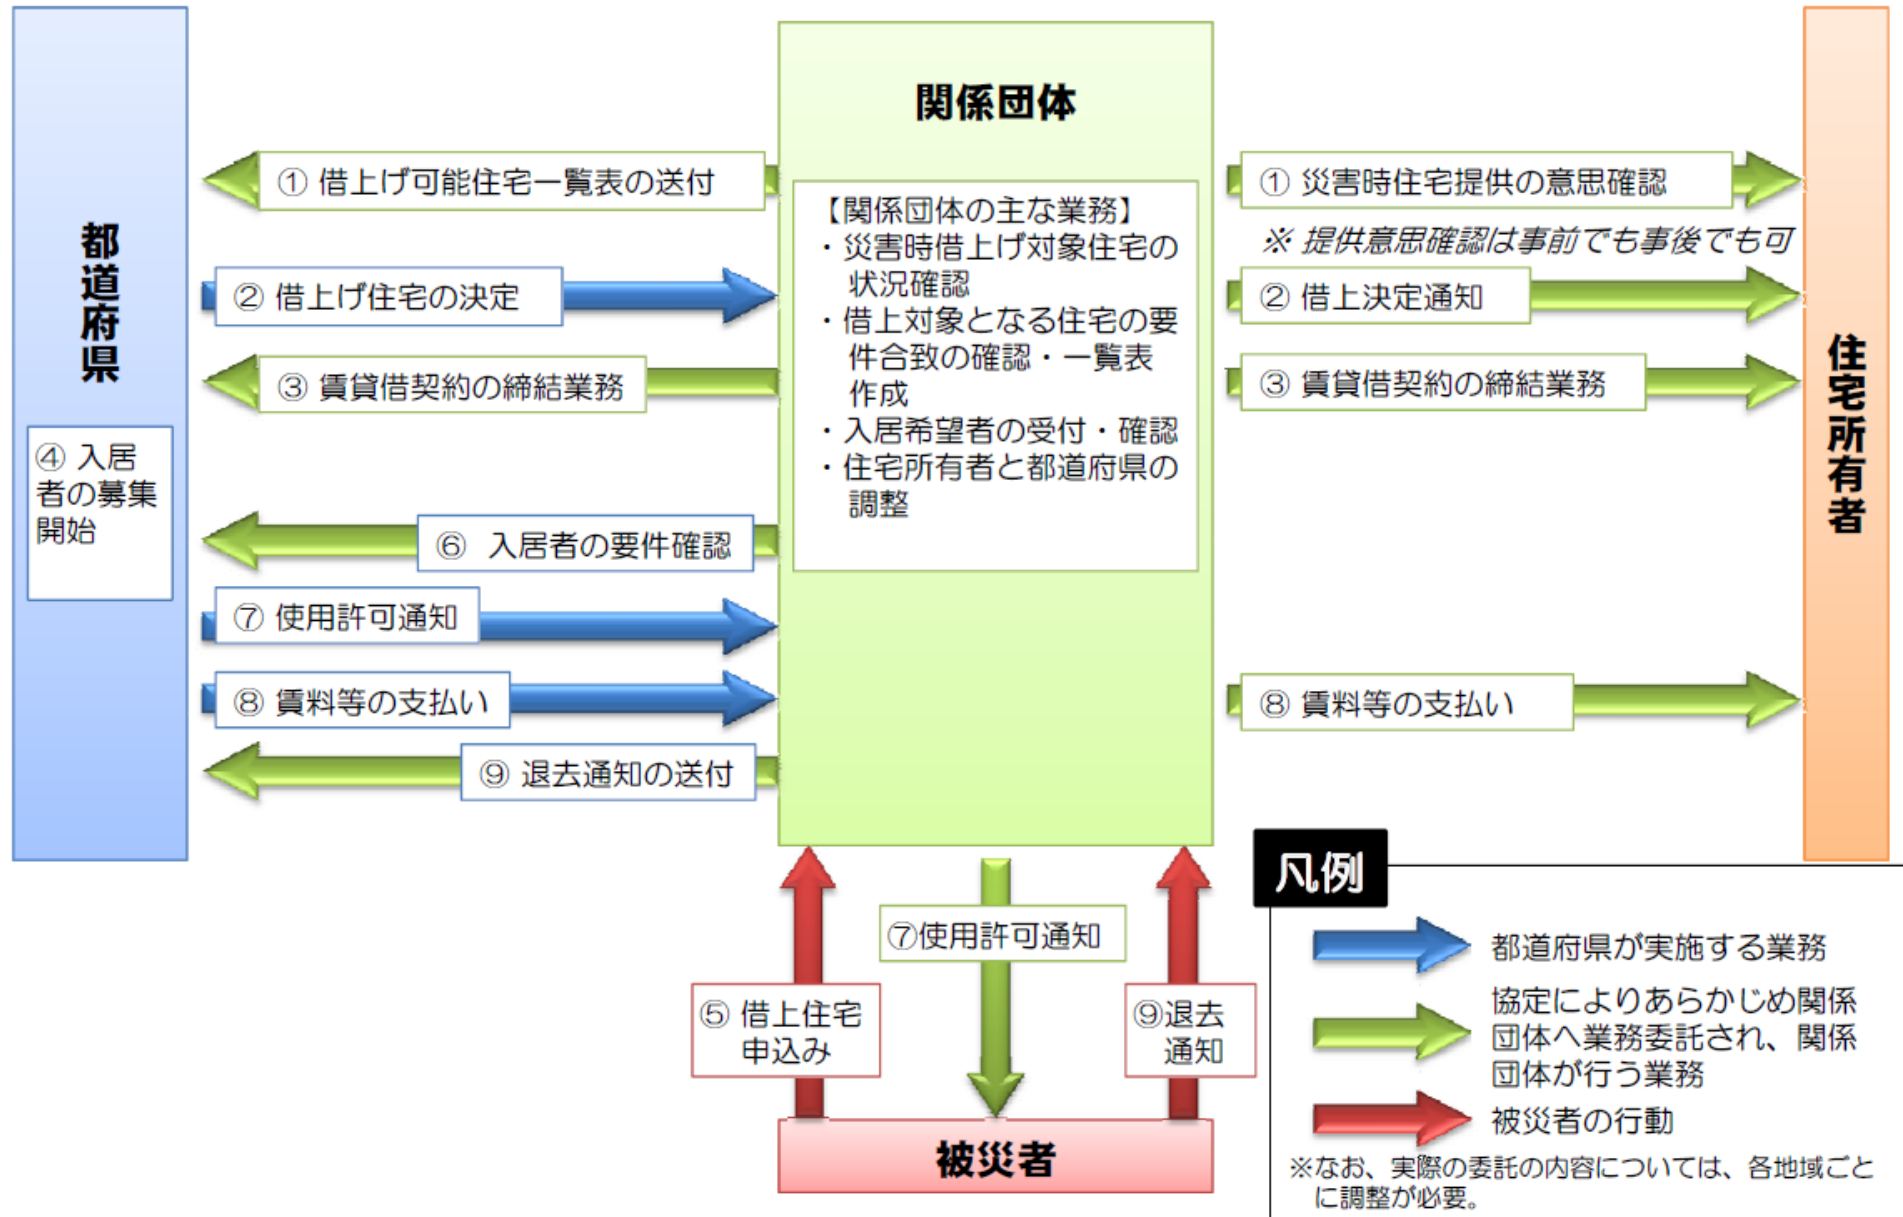 関係団体
都道府県
住宅所有者
① 借上げ可能住宅一覧表の送付
② 借上げ住宅の決定
③ 賃貸借契約の締結業務
④ 入居
者の募集
開始
⑥ 入居者の要件確認
⑦ 使用許可通知
⑧ 賃料等の支払い
⑨ 退去通知の送付
【関係団体の主な業務】
・災害時借上げ対象住宅の
状況確認
・借上対象となる住宅の要
件合致の確認・一覧表
作成
・入居希望者の受付・確認
・住宅所有者と都道府県の
調整
① 災害時住宅提供の意思確認
※ 提供意思確認は事前でも事後でも可
② 借上決定通知
③ 賃貸借契約の締結業務
⑧ 賃料等の支払い
⑤ 借上住宅
申込み
⑦使用許可通知
⑨退去
通知
被災者
凡例
都道府県が実施する業務
協定によりあらかじめ関係
団体へ業務委託され、関係
団体が行う業務
被災者の行動
※なお、実際の委託の内容については、各地域ごと
に調整が必要。